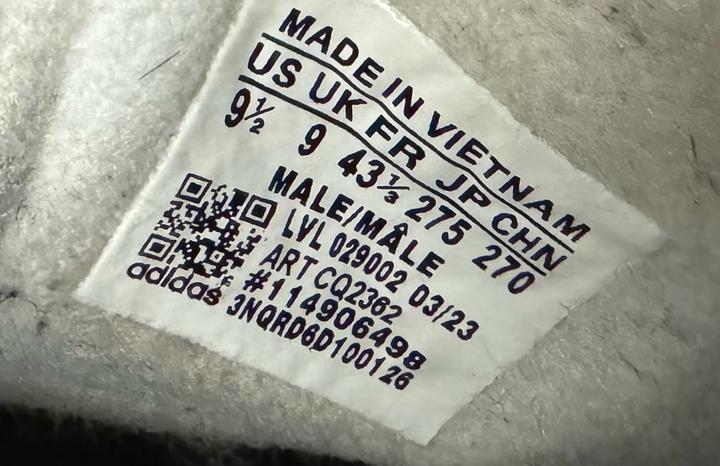 MADE IN VIETNAM
US UK FR JP CHN
9½ 9 43⅓ 275 270
MALE/MÂLE
LVL 029002 03/23
ART CQ2362
#114906498
3NQRD6D100126
adidas